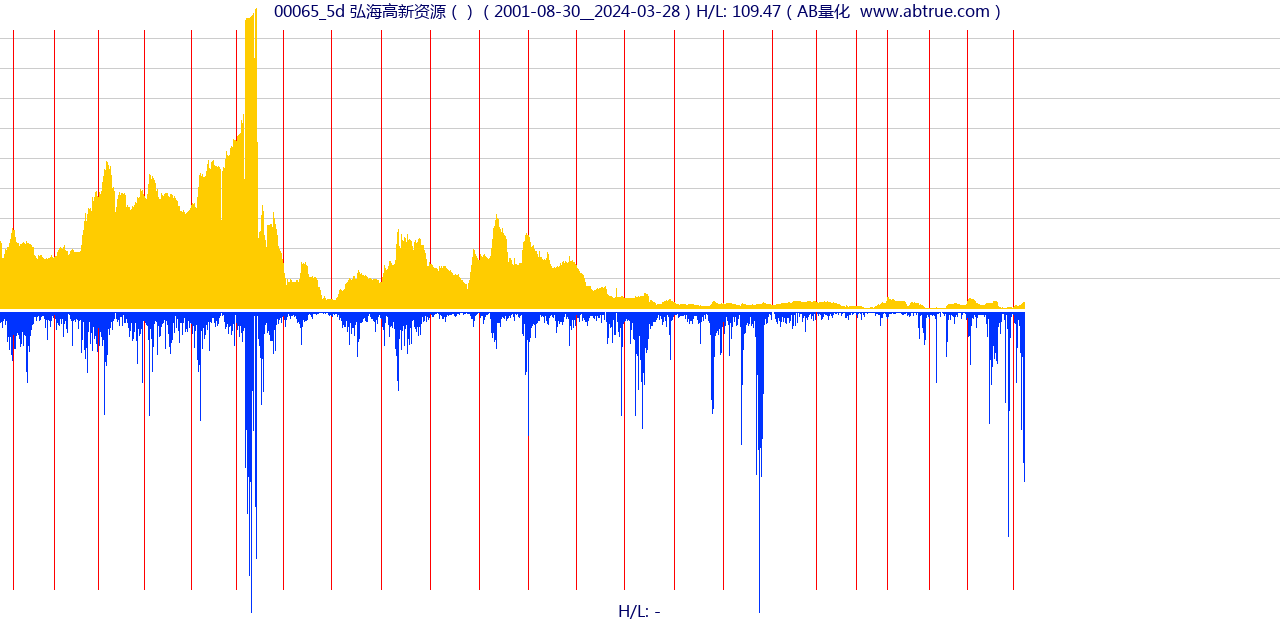 00065_5d 弘海高新资源 ( ) ( 2001-08-30__2024-03-28 ) H/L: 109.47 ( AB量化  www.abtrue.com )
H/L: -